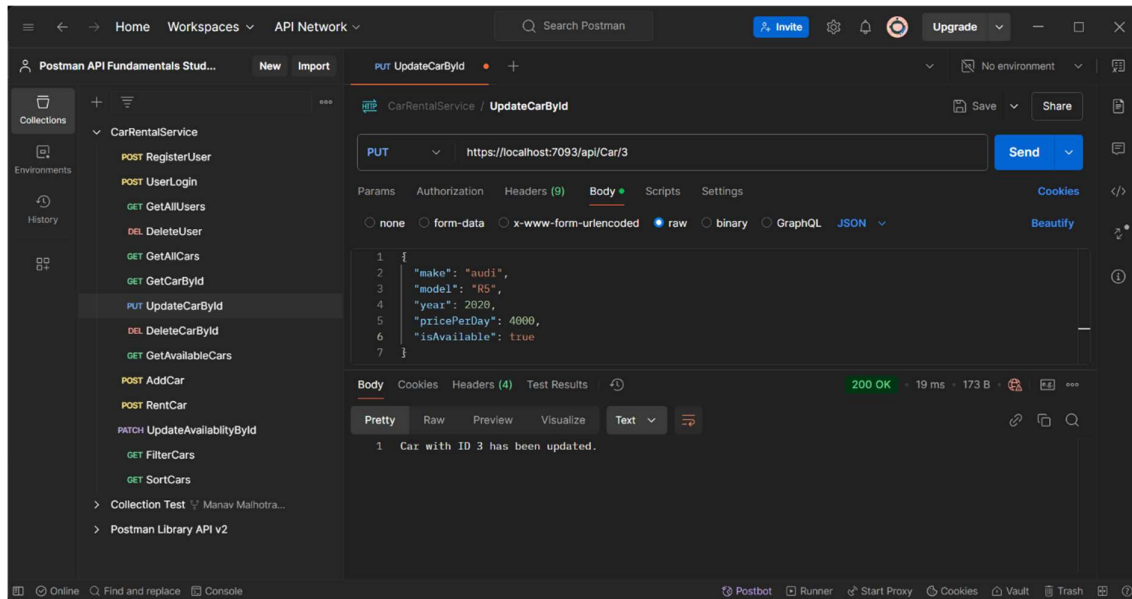 Home Workspaces API Network Search Postman Invite Upgrade
Postman API Fundamentals Stud... New Import PUT UpdateCarById No environment
Collections
Environments
History
CarRentalService
POST RegisterUser
POST UserLogin
GET GetAllUsers
DEL DeleteUser
GET GetAllCars
GET GetCarById
PUT UpdateCarById
DEL DeleteCarById
GET GetAvailableCars
POST AddCar
POST RentCar
PATCH UpdateAvailablityById
GET FilterCars
GET SortCars
Collection Test Manav Malhotra...
Postman Library API v2
HTTP CarRentalService / UpdateCarById Save Share
PUT https://localhost:7093/api/Car/3 Send
Params Authorization Headers (9) Body Scripts Settings Cookies
none form-data x-www-form-urlencoded raw binary GraphQL JSON Beautify
1 {
2 "make": "audi",
3 "model": "R5",
4 "year": 2020,
5 "pricePerDay": 4000,
6 "isAvailable": true
7 }
Body Cookies Headers (4) Test Results 200 OK 19 ms 173 B e.g.
Pretty Raw Preview Visualize Text
1 Car with ID 3 has been updated.
Online Find and replace Console Postbot Runner Start Proxy Cookies Vault Trash